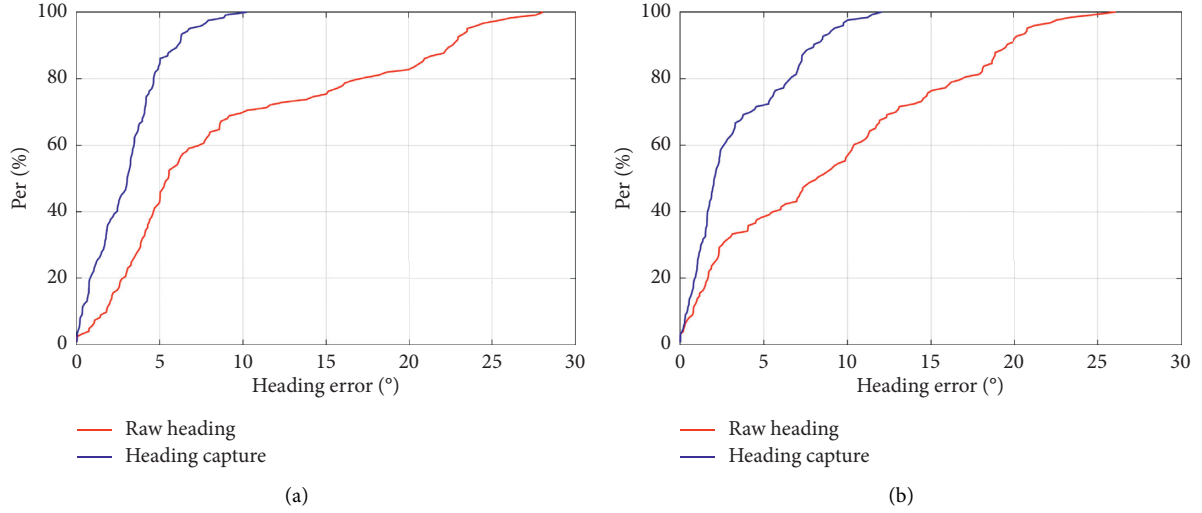 100
80
60
40
20
0
Per (%)
0 5 10 15 20 25 30
Heading error (°)
Raw heading
Heading capture
(a)
100
80
60
40
20
0
Per (%)
0 5 10 15 20 25 30
Heading error (°)
Raw heading
Heading capture
(b)